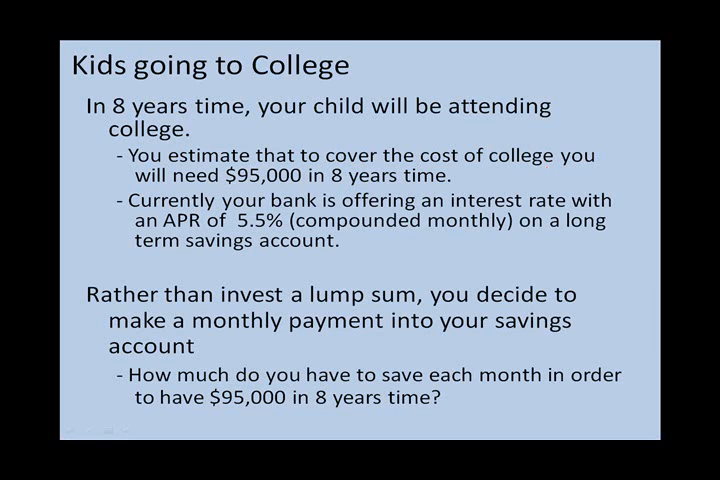 Kids going to College
In 8 years time, your child will be attending
college.
- You estimate that to cover the cost of college you
will need $95,000 in 8 years time.
- Currently your bank is offering an interest rate with
an APR of 5.5% (compounded monthly) on a long
term savings account.
Rather than invest a lump sum, you decide to
make a monthly payment into your savings
account
- How much do you have to save each month in order
to have $95,000 in 8 years time?